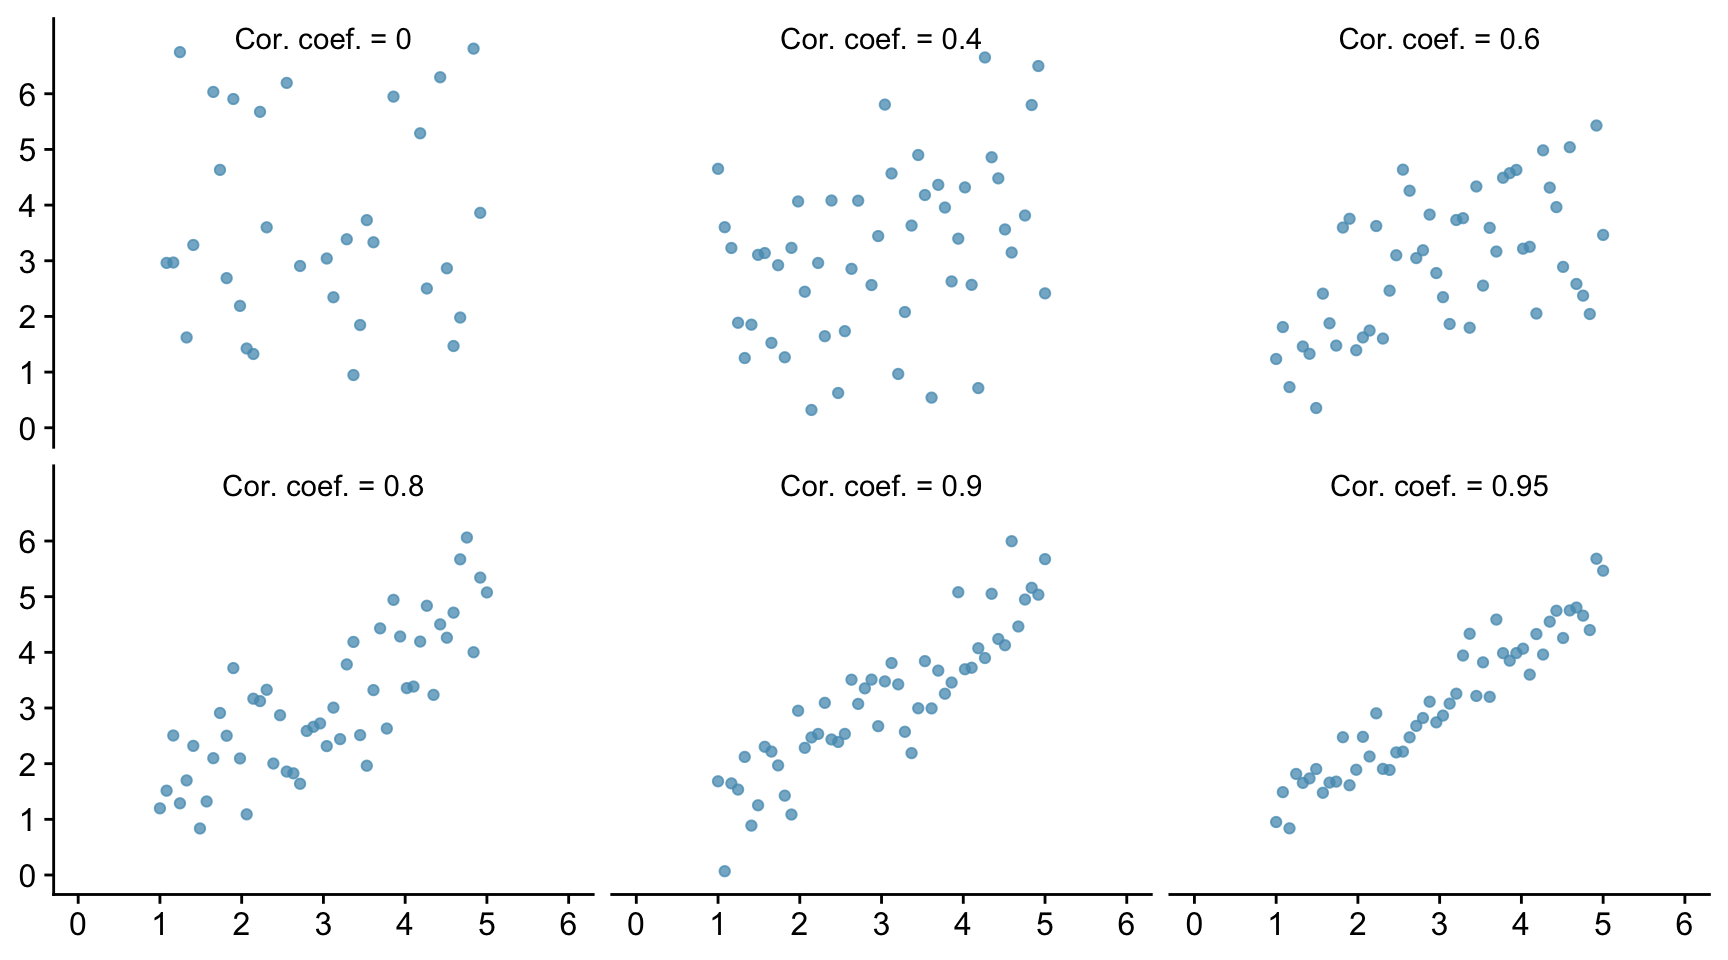 Cor. coef. = 0
Cor. coef. = 0.4
Cor. coef. = 0.6
6
5
4
3
2
1
0
Cor. coef. = 0.8
Cor. coef. = 0.9
Cor. coef. = 0.95
6
5
4
3
2
1
0
0 1 2 3 4 5 6
0 1 2 3 4 5 6
0 1 2 3 4 5 6